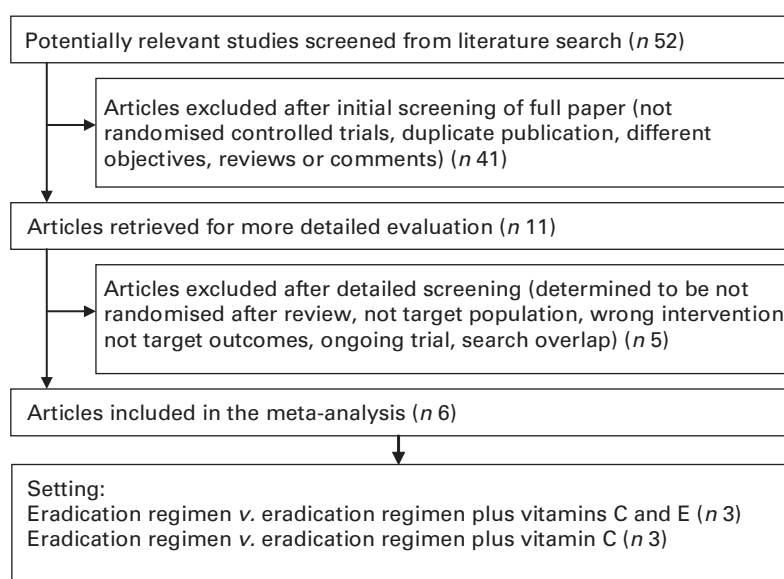 Potentially relevant studies screened from literature search (n 52)
Articles excluded after initial screening of full paper (not
randomised controlled trials, duplicate publication, different
objectives, reviews or comments) (n 41)
Articles retrieved for more detailed evaluation (n 11)
Articles excluded after detailed screening (determined to be not
randomised after review, not target population, wrong intervention
not target outcomes, ongoing trial, search overlap) (n 5)
Articles included in the meta-analysis (n 6)
Setting:
Eradication regimen v. eradication regimen plus vitamins C and E (n 3)
Eradication regimen v. eradication regimen plus vitamin C (n 3)